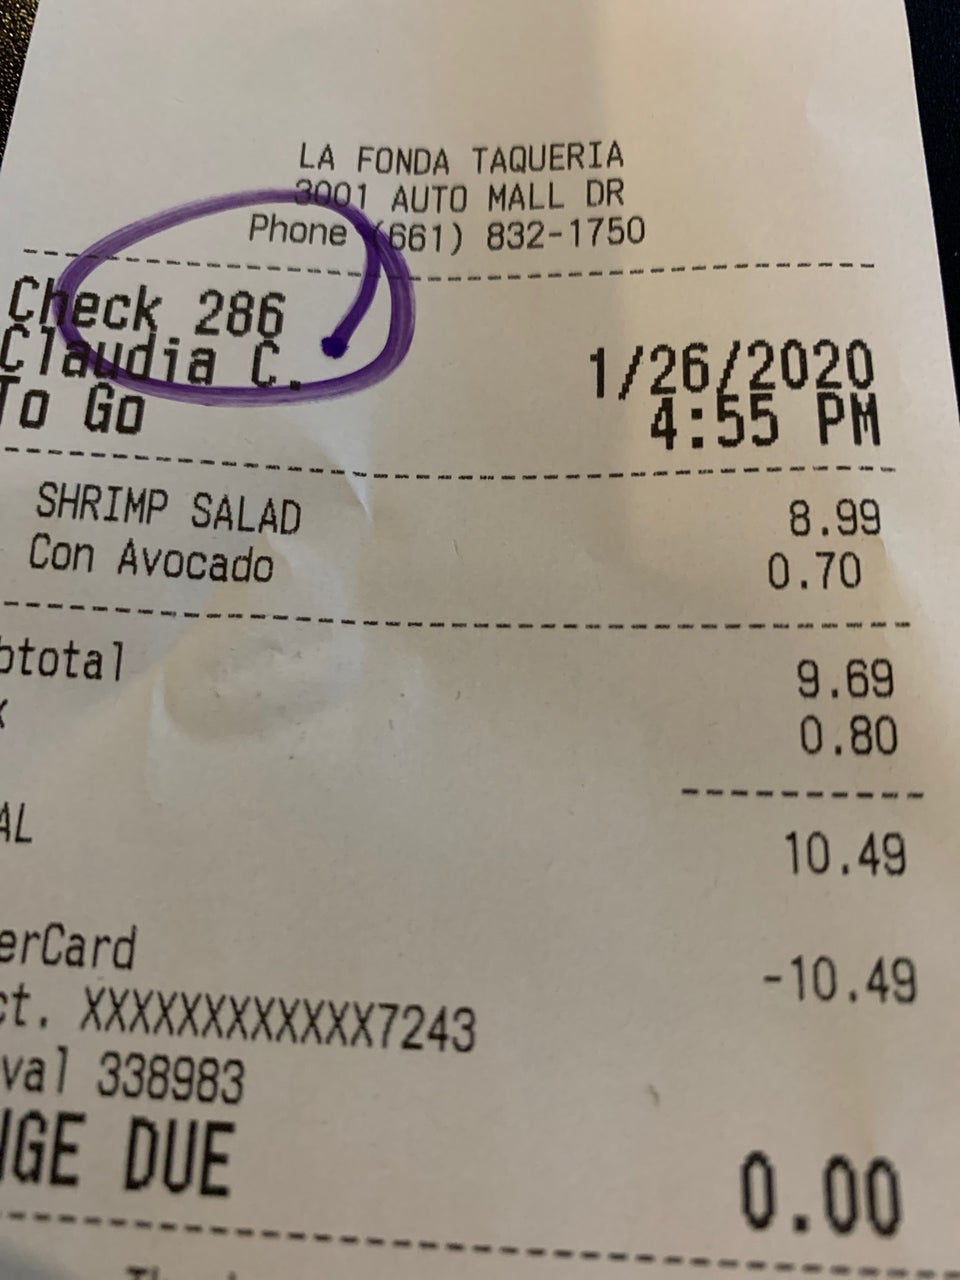 LA FONDA TAQUERIA
3001 AUTO MALL DR
Phone (661) 832-1750
Check 286
Claudia C.
1/26/2020
To Go
4:55 PM
SHRIMP SALAD 8.99
Con Avocado 0.70
btotal 9.69
x 0.80
AL 10.49
erCard -10.49
ct. XXXXXXXXXXXX7243
val 338983
NGE DUE 0.00